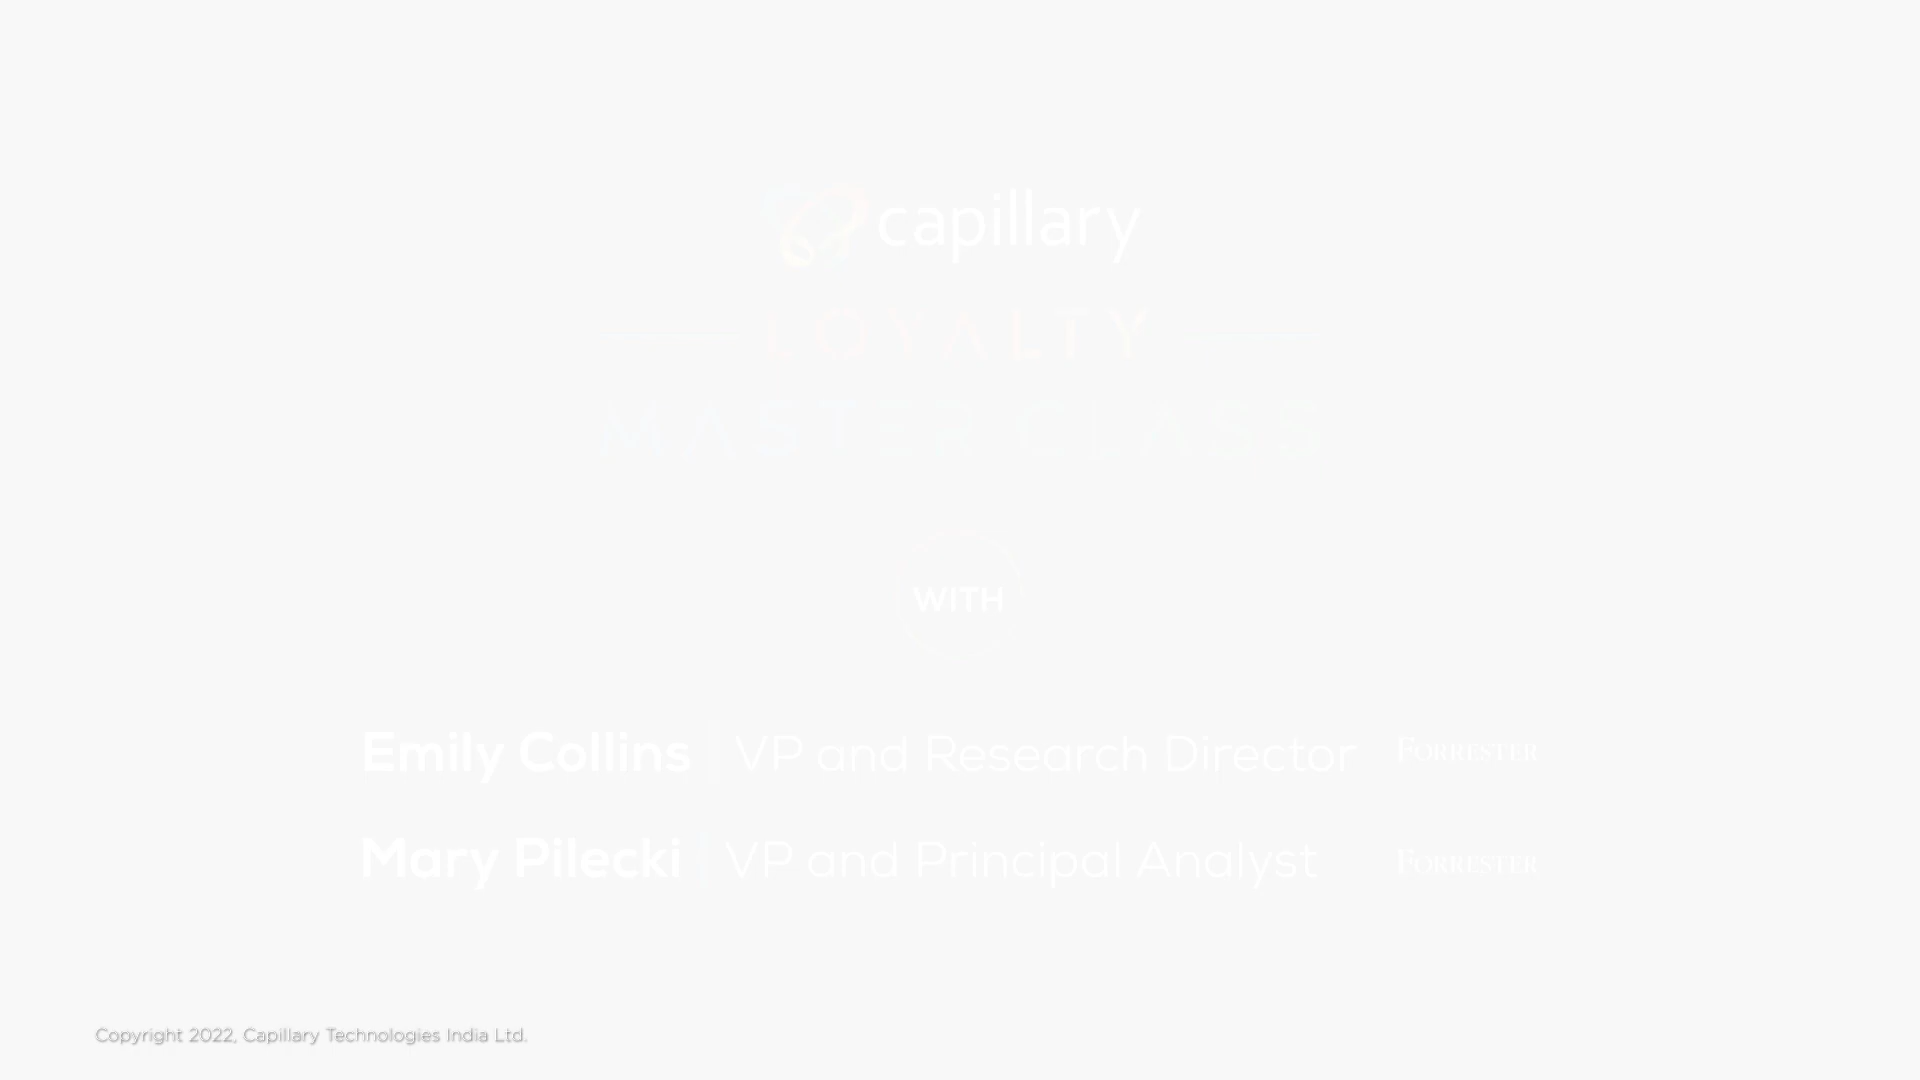 capillary
LOYALTY
MASTER CLASS
WITH
Emily Collins | VP and Research Director FORRESTER
Mary Pilecki | VP and Principal Analyst FORRESTER
Copyright 2022, Capillary Technologies India Ltd.